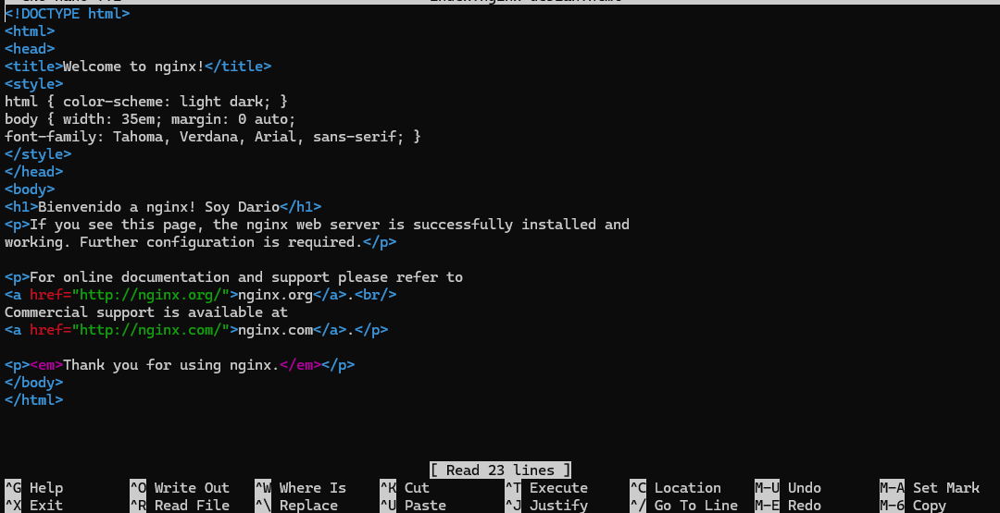 <!DOCTYPE html>
<html>
<head>
<title>Welcome to nginx!</title>
<style>
html { color-scheme: light dark; }
body { width: 35em; margin: 0 auto;
font-family: Tahoma, Verdana, Arial, sans-serif; }
</style>
</head>
<body>
<h1>Bienvenido a nginx! Soy Dario</h1>
<p>If you see this page, the nginx web server is successfully installed and
working. Further configuration is required.</p>
<p>For online documentation and support please refer to
<a href="http://nginx.org/">nginx.org</a>.<br/>
Commercial support is available at
<a href="http://nginx.com/">nginx.com</a>.</p>
<p><em>Thank you for using nginx.</em></p>
</body>
</html>
[ Read 23 lines ]
^G Help ^O Write Out ^W Where Is ^K Cut ^T Execute ^C Location M-U Undo M-A Set Mark
^X Exit ^R Read File ^\ Replace ^U Paste ^J Justify ^/ Go To Line M-E Redo M-6 Copy